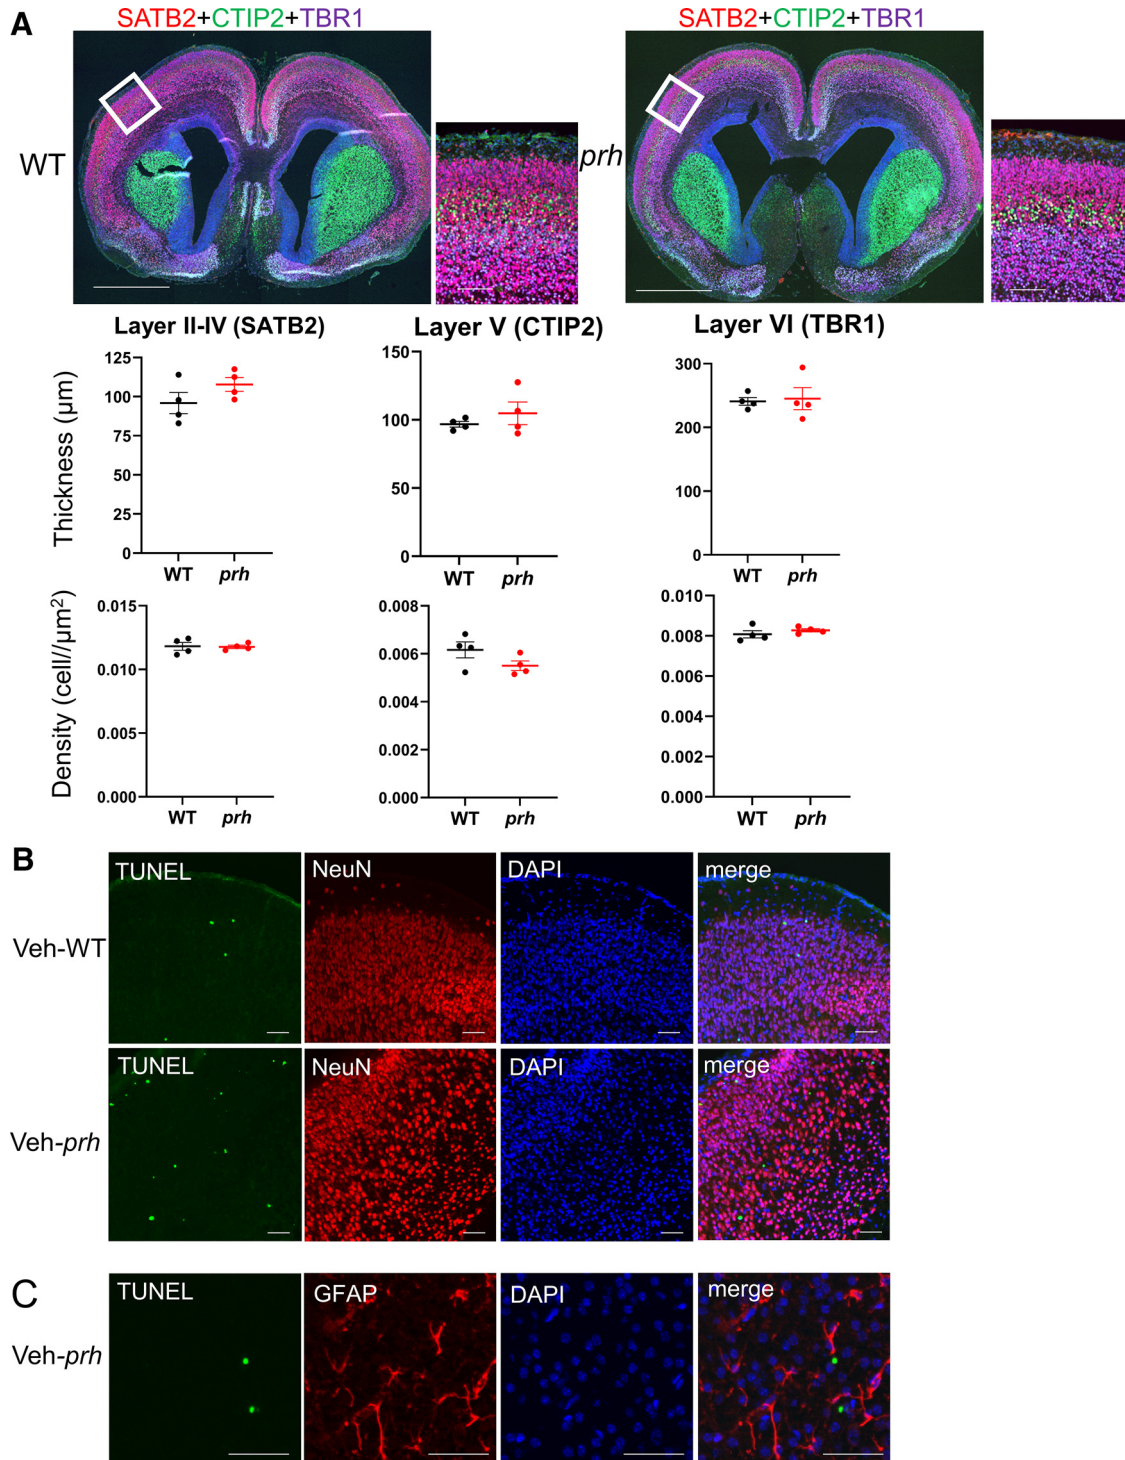 A
SATB2+CTIP2+TBR1
SATB2+CTIP2+TBR1
WT
prh
Layer II-IV (SATB2)
Layer V (CTIP2)
Layer VI (TBR1)
Thickness (µm)
125
100
75
50
25
0
WT
prh
150
100
50
0
WT
prh
300
200
100
0
WT
prh
Density (cell//µm²)
0.015
0.010
0.005
0.000
WT
prh
0.008
0.006
0.004
0.002
0.000
WT
prh
0.010
0.008
0.006
0.004
0.002
0.000
WT
prh
B
TUNEL
NeuN
DAPI
merge
Veh-WT
TUNEL
NeuN
DAPI
merge
Veh-prh
C
TUNEL
GFAP
DAPI
merge
Veh-prh